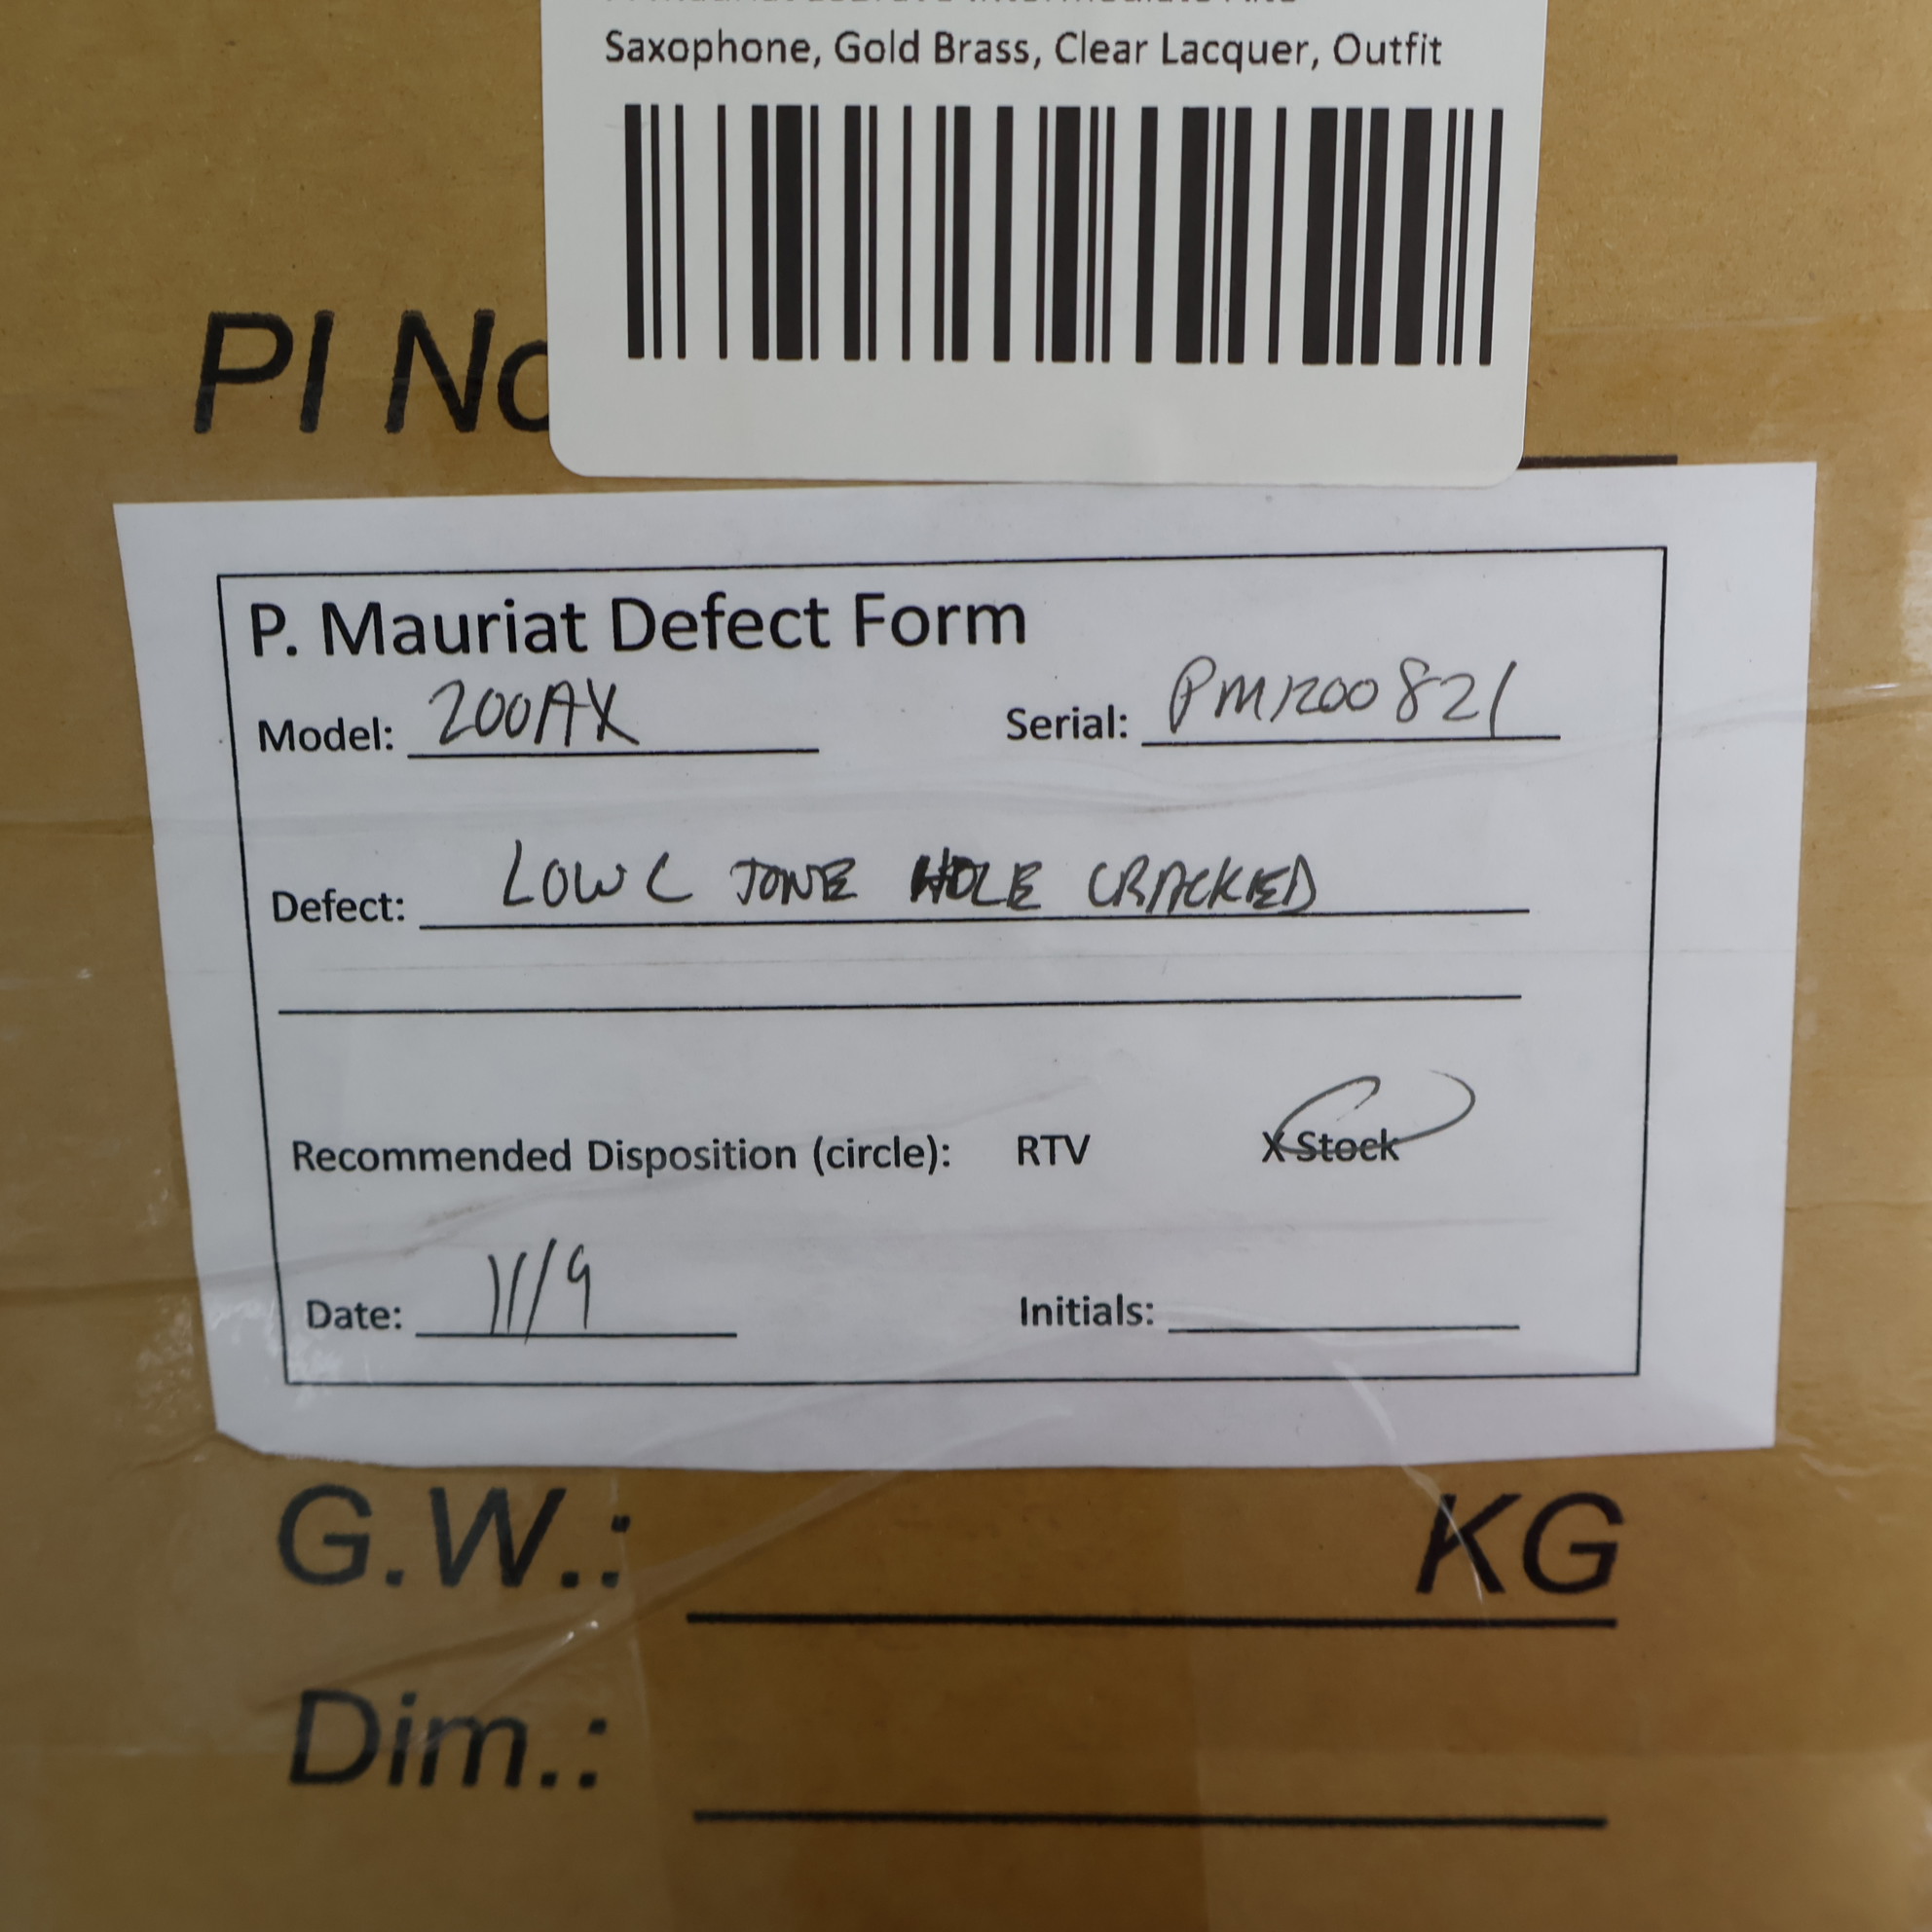 Saxophone, Gold Brass, Clear Lacquer, Outfit
PI No
P. Mauriat Defect Form
Model: 200AX Serial: PM1200821
Defect: LOW C TONE HOLE CRACKED
Recommended Disposition (circle): RTV X Stock
Date: 11/9 Initials:
G.W.: KG
Dim.: